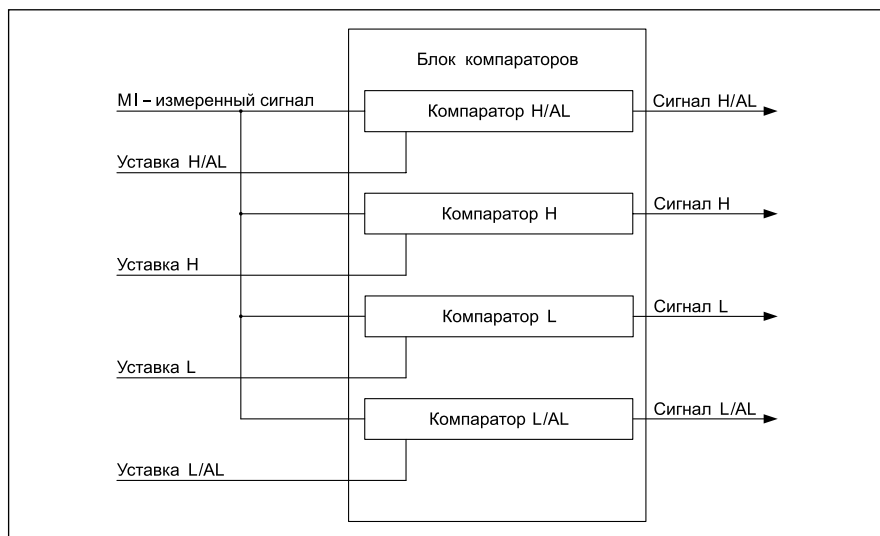 Блок компараторов
MI – измеренный сигнал
Компаратор H/AL
Сигнал H/AL
Уставка H/AL
Компаратор H
Сигнал H
Уставка H
Компаратор L
Сигнал L
Уставка L
Компаратор L/AL
Сигнал L/AL
Уставка L/AL